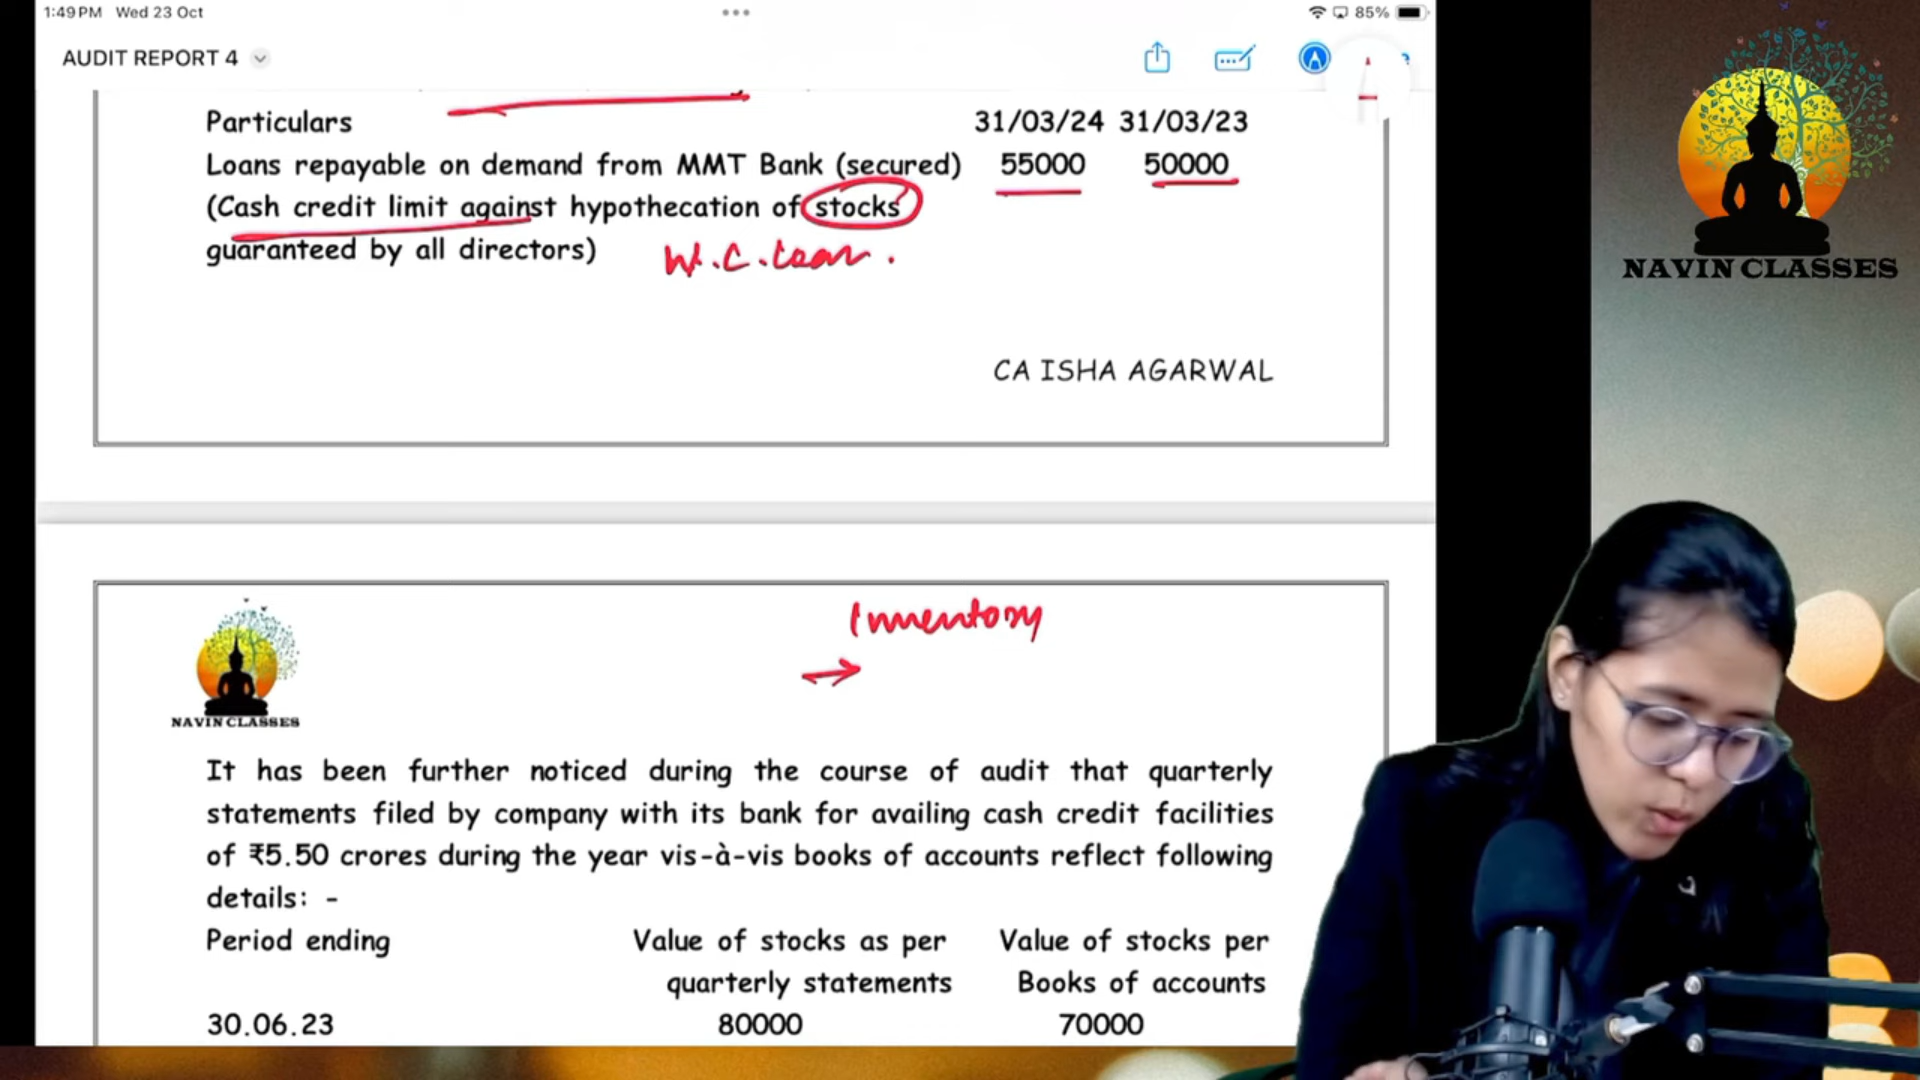 1:49 PM Wed 23 Oct
85%
AUDIT REPORT 4
Particulars 31/03/24 31/03/23
Loans repayable on demand from MMT Bank (secured) 55000 50000
(Cash credit limit against hypothecation of stocks
guaranteed by all directors)
W.C. Loan.
CA ISHA AGARWAL
NAVIN CLASSES
Inventory
NAVIN CLASSES
It has been further noticed during the course of audit that quarterly
statements filed by company with its bank for availing cash credit facilities
of ₹5.50 crores during the year vis-à-vis books of accounts reflect following
details: -
Period ending Value of stocks as per Value of stocks per
quarterly statements Books of accounts
30.06.23 80000 70000